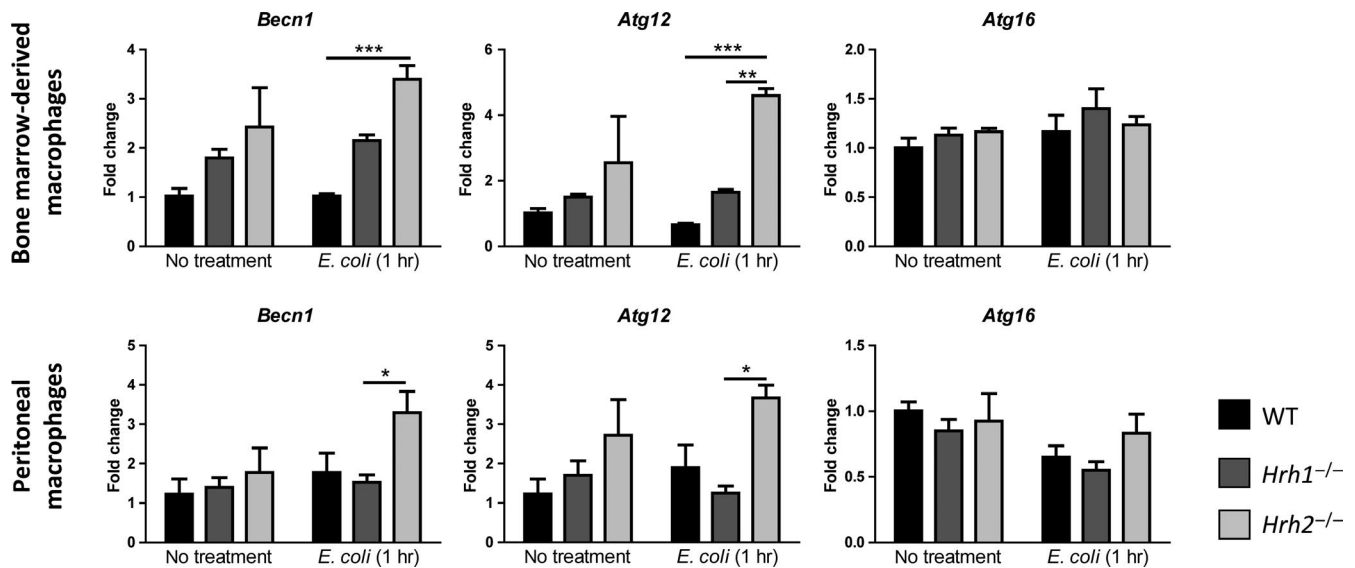 Bone marrow-derived
macrophages
Becn1
Fold change
4
3
2
1
0
***
No treatment
E. coli (1 hr)
Atg12
Fold change
6
4
2
0
***
**
No treatment
E. coli (1 hr)
Atg16
Fold change
2.0
1.5
1.0
0.5
0.0
No treatment
E. coli (1 hr)
Peritoneal
macrophages
Becn1
Fold change
5
4
3
2
1
0
*
No treatment
E. coli (1 hr)
Atg12
Fold change
5
4
3
2
1
0
*
No treatment
E. coli (1 hr)
Atg16
Fold change
1.5
1.0
0.5
0.0
No treatment
E. coli (1 hr)
WT
Hrh1−/−
Hrh2−/−